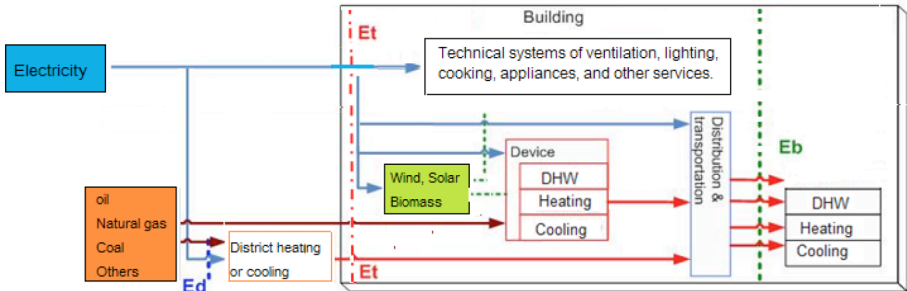 Building
Et
Electricity
Technical systems of ventilation, lighting,
cooking, appliances, and other services.
Distribution &
transportation
Eb
Device
Wind, Solar
Biomass
DHW
Heating
Cooling
DHW
Heating
Cooling
oil
Natural gas
Coal
Others
District heating
or cooling
Ed
Et